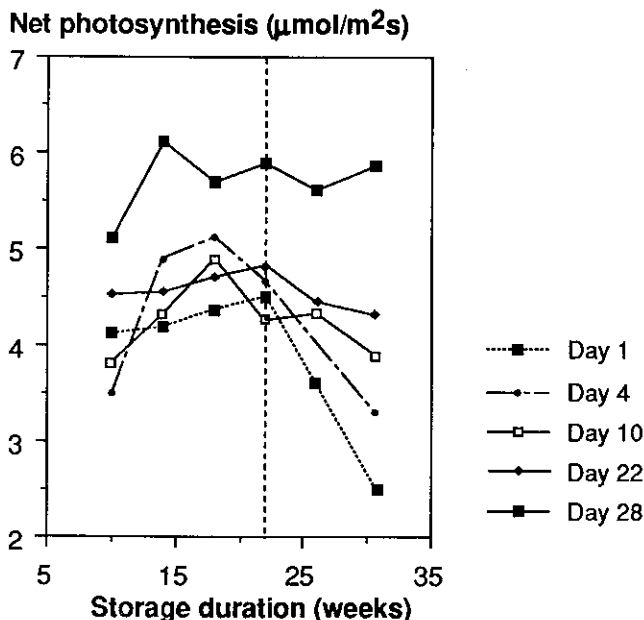 Net photosynthesis (μmol/m²s)
7
6
5
4
3
2
5 15 25 35
Storage duration (weeks)
Day 1
Day 4
Day 10
Day 22
Day 28